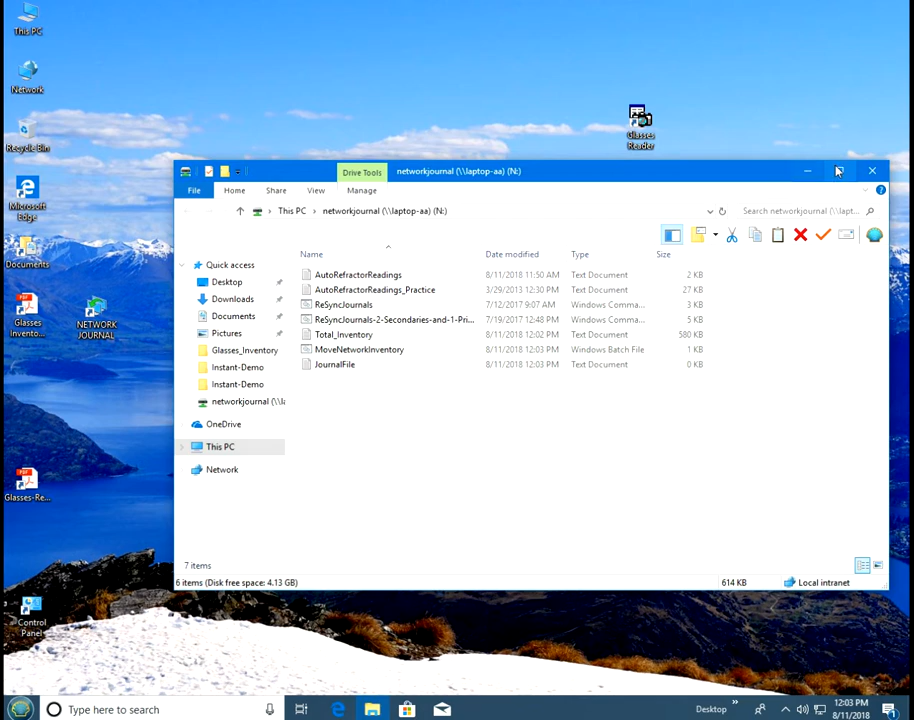 This PC
Network
Recycle Bin
Microsoft
Edge
Documents
Glasses
Invento...
NETWORK
JOURNAL
Glasses-Re...
Control
Panel
Glasses
Reader
Drive Tools
networkjournal (\\laptop-aa) (N:)
File
Home
Share
View
Manage
This PC
networkjournal (\\laptop-aa) (N:)
Search networkjournal (\\lapt...
Name
Date modified
Type
Size
Quick access
Desktop
Downloads
Documents
Pictures
Glasses_Inventory
Instant-Demo
Instant-Demo
networkjournal (\\la
OneDrive
This PC
Network
AutoRefractorReadings 8/11/2018 11:50 AM Text Document 2 KB
AutoRefractorReadings_Practice 3/29/2013 12:30 PM Text Document 27 KB
ReSyncJournals 7/12/2017 9:07 AM Windows Comma... 3 KB
ReSyncJournals-2-Secondaries-and-1-Pri... 7/19/2017 12:48 PM Windows Comma... 5 KB
Total_Inventory 8/11/2018 12:02 PM Text Document 580 KB
MoveNetworkInventory 8/11/2018 12:03 PM Windows Batch File 1 KB
JournalFile 8/11/2018 12:03 PM Text Document 0 KB
7 items
6 items (Disk free space: 4.13 GB)
614 KB
Local intranet
Type here to search
Desktop
12:03 PM
8/11/2018
1